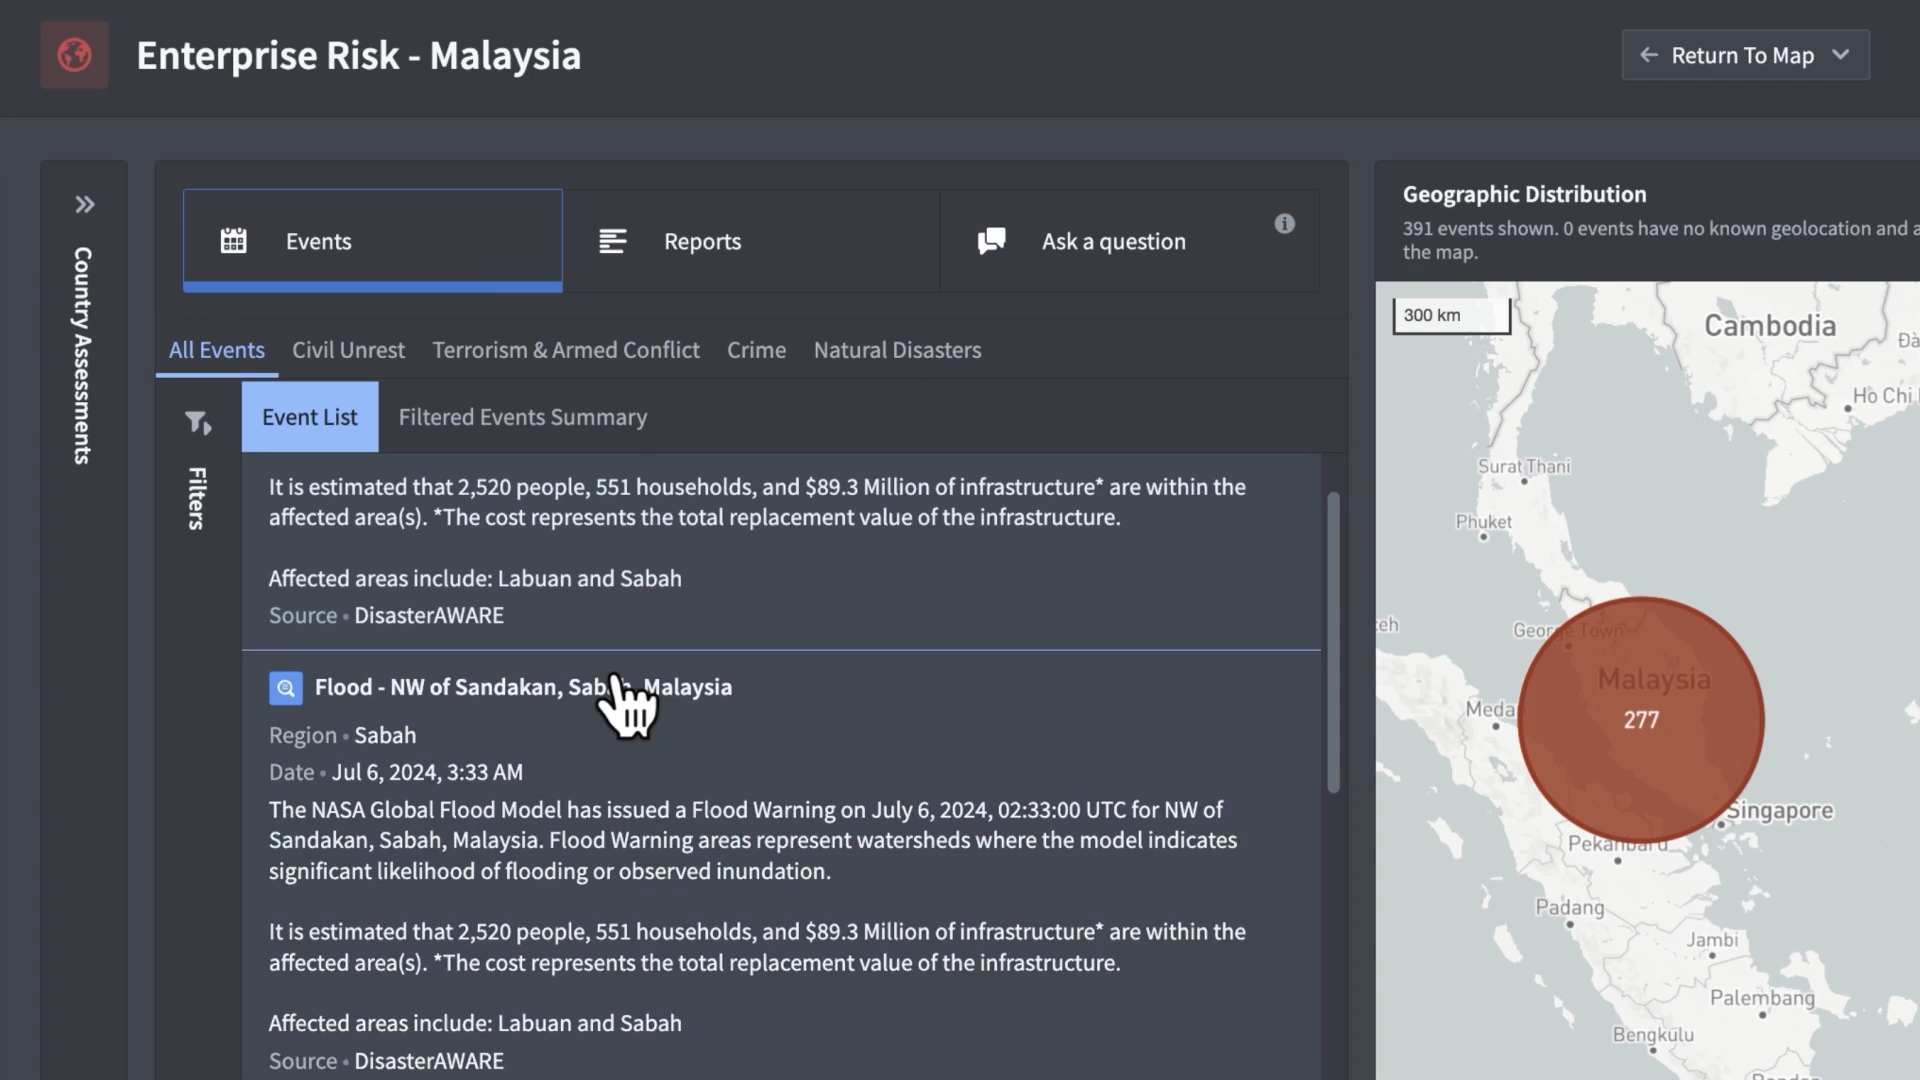 Enterprise Risk - Malaysia
Return To Map
Country Assessments
Events
Reports
Ask a question
All Events
Civil Unrest
Terrorism & Armed Conflict
Crime
Natural Disasters
Filters
Event List
Filtered Events Summary
It is estimated that 2,520 people, 551 households, and $89.3 Million of infrastructure* are within the
affected area(s). *The cost represents the total replacement value of the infrastructure.
Affected areas include: Labuan and Sabah
Source • DisasterAWARE
Flood - NW of Sandakan, Sab Malaysia
Region • Sabah
Date • Jul 6, 2024, 3:33 AM
The NASA Global Flood Model has issued a Flood Warning on July 6, 2024, 02:33:00 UTC for NW of
Sandakan, Sabah, Malaysia. Flood Warning areas represent watersheds where the model indicates
significant likelihood of flooding or observed inundation.
It is estimated that 2,520 people, 551 households, and $89.3 Million of infrastructure* are within the
affected area(s). *The cost represents the total replacement value of the infrastructure.
Affected areas include: Labuan and Sabah
Source • DisasterAWARE
Geographic Distribution
391 events shown. 0 events have no known geolocation and a
the map.
300 km
Cambodia
Đà
Ho Chi
Surat Thani
Phuket
eh
George Town
Malaysia
277
Meda
Singapore
Pekanbaru
Padang
Jambi
Palembang
Bengkulu